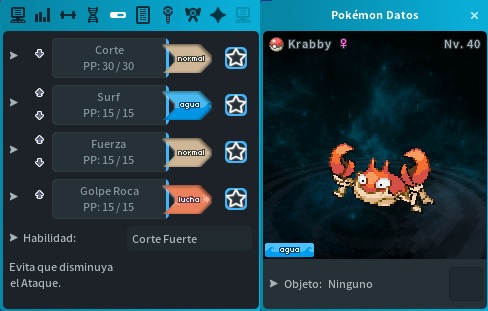 Corte
PP: 30 / 30
normal
Surf
PP: 15 / 15
agua
Fuerza
PP: 15 / 15
normal
Golpe Roca
PP: 15 / 15
lucha
Habilidad: Corte Fuerte
Evita que disminuya
el Ataque.
Pokémon Datos ×
Krabby ♀ Nv. 40
agua
Objeto: Ninguno